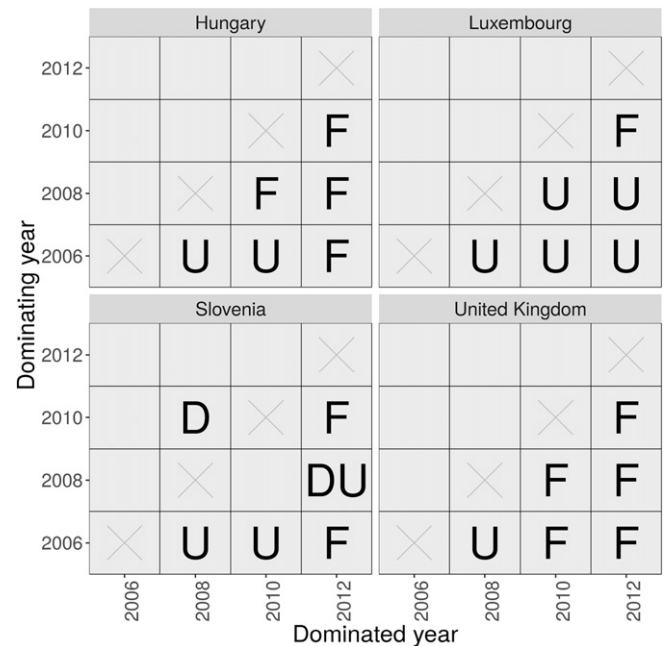 Hungary Luxembourg
2012
2010 F F
2008 F F U U
2006 U U F U U U
Slovenia United Kingdom
2012
2010 D F F
2008 DU F F
2006 U U F U F F
2006 2008 2010 2012 2006 2008 2010 2012
Dominated year
Dominating year